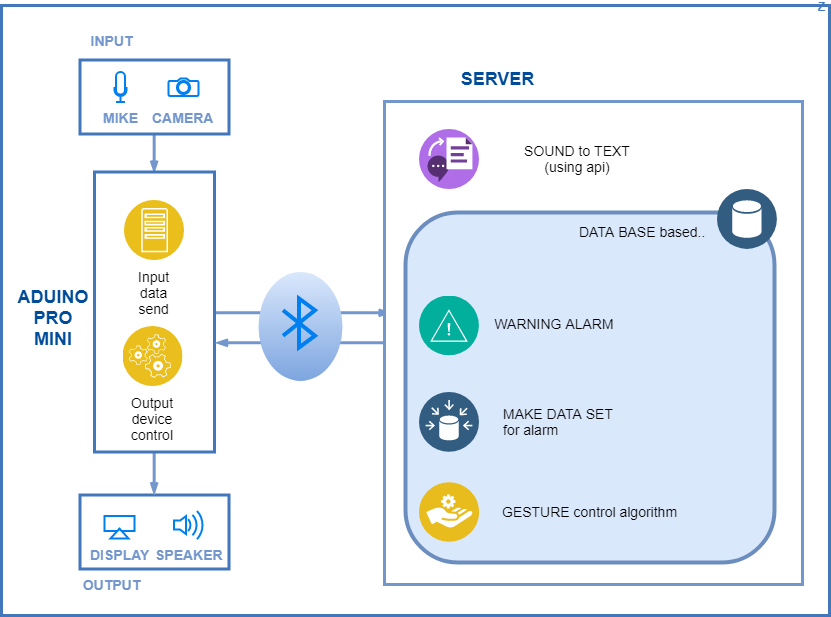 Z
INPUT
MIKE CAMERA
SERVER
SOUND to TEXT
(using api)
DATA BASE based..
ADUINO
PRO
MINI
Input
data
send
Output
device
control
WARNING ALARM
MAKE DATA SET
for alarm
GESTURE control algorithm
DISPLAY SPEAKER
OUTPUT